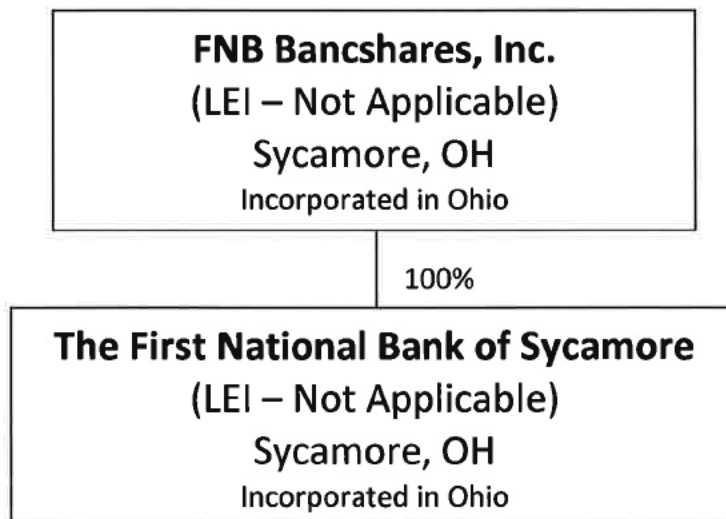 FNB Bancshares, Inc.
(LEI – Not Applicable)
Sycamore, OH
Incorporated in Ohio
100%
The First National Bank of Sycamore
(LEI – Not Applicable)
Sycamore, OH
Incorporated in Ohio